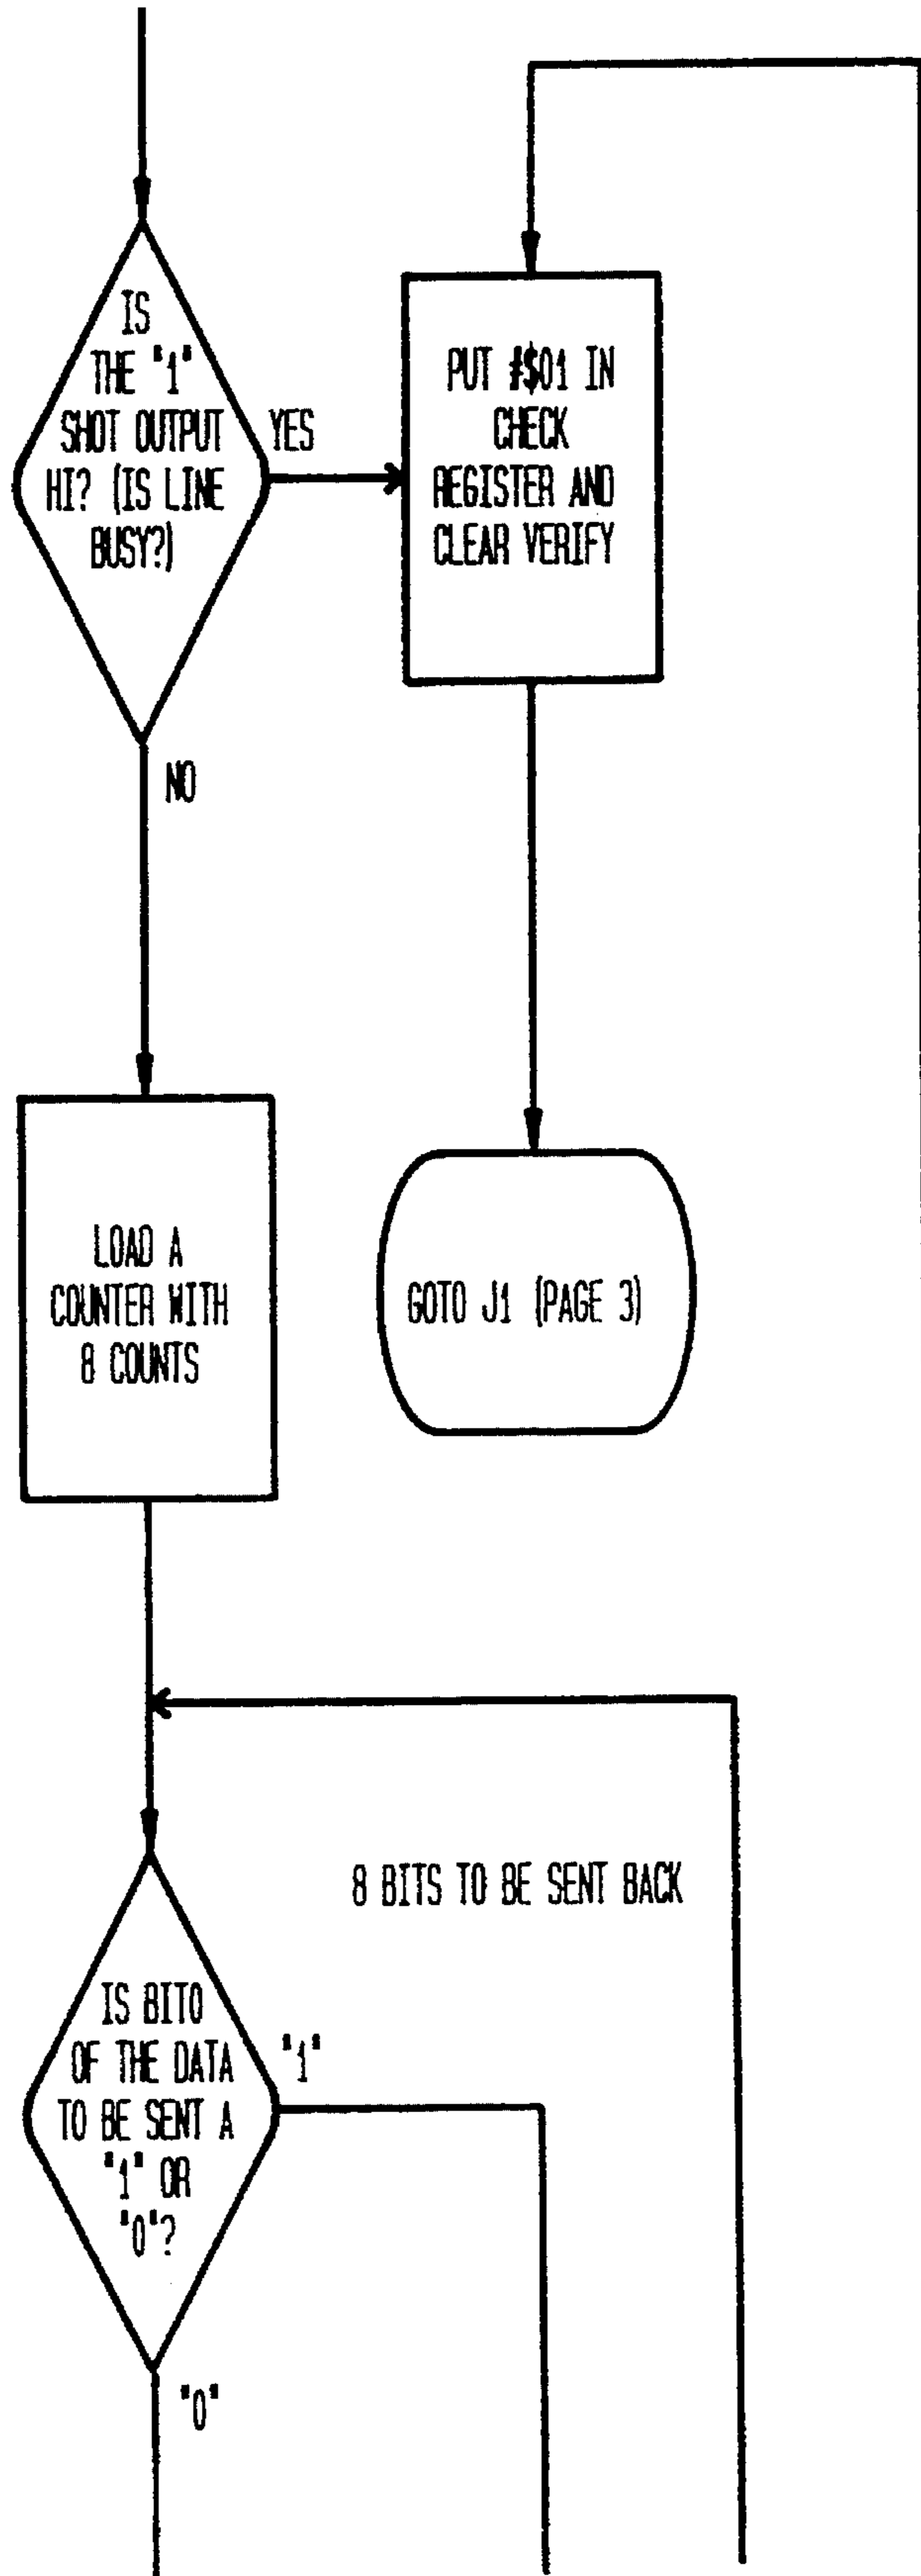 IS
THE "1"
SHOT OUTPUT
HI? (IS LINE
BUSY?)
YES
NO
PUT #$01 IN
CHECK
REGISTER AND
CLEAR VERIFY
LOAD A
COUNTER WITH
8 COUNTS
GOTO J1 (PAGE 3)
8 BITS TO BE SENT BACK
IS BITO
OF THE DATA
TO BE SENT A
"1" OR
"0"?
"1"
"0"